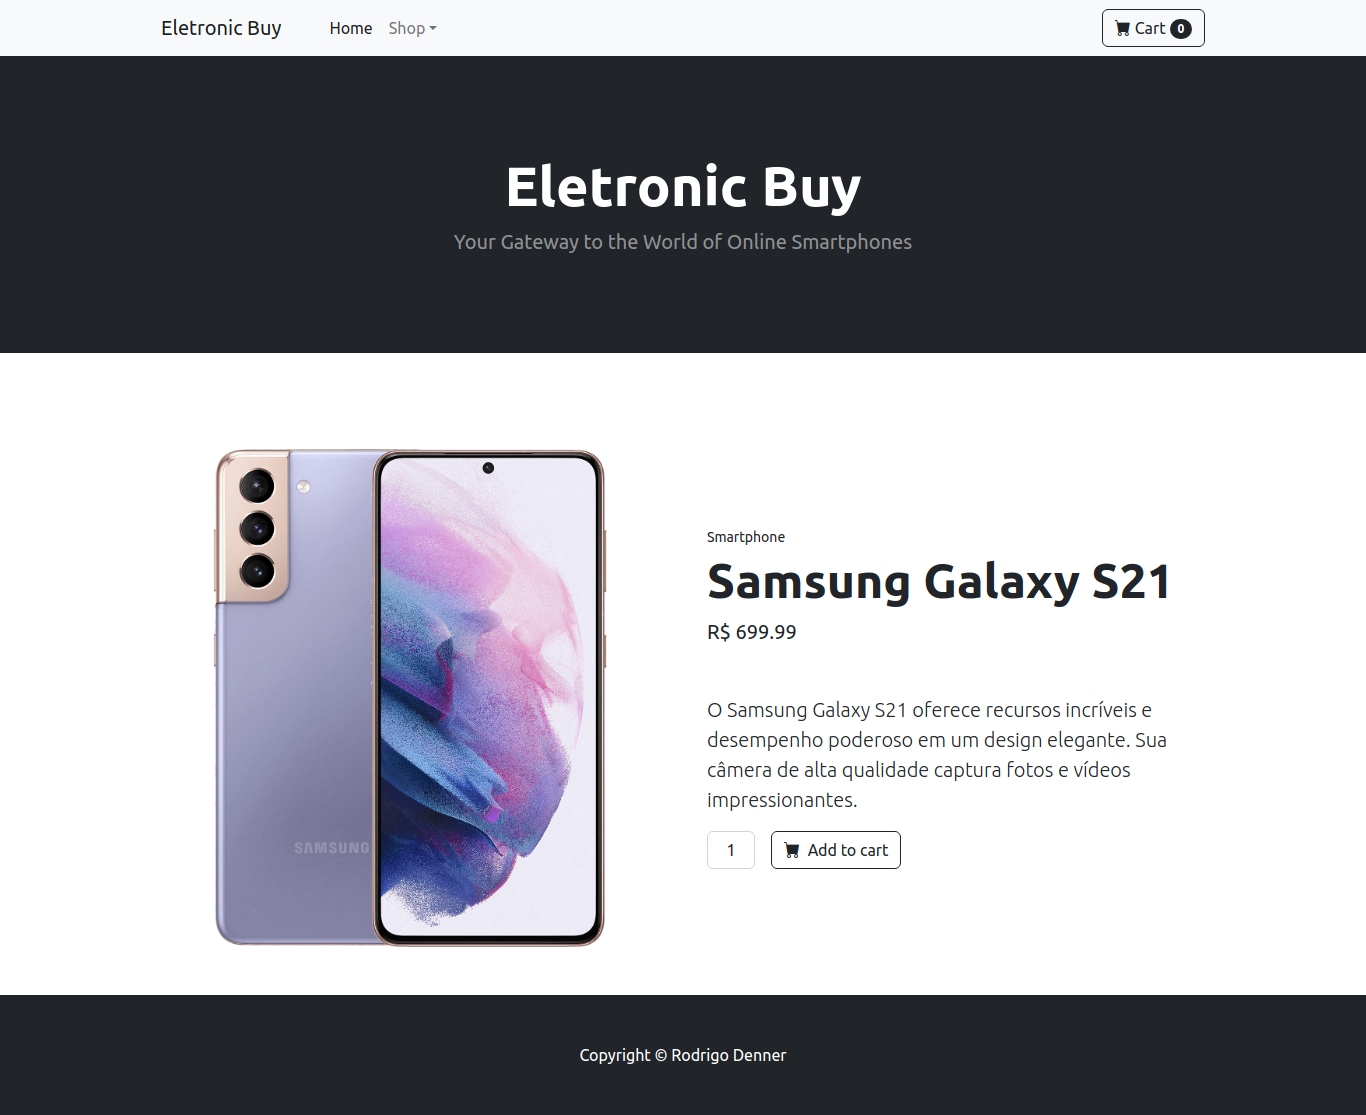 Eletronic Buy
Home
Shop
Cart 0
Eletronic Buy
Your Gateway to the World of Online Smartphones
SAMSUNG
Smartphone
Samsung Galaxy S21
R$ 699.99
O Samsung Galaxy S21 oferece recursos incríveis e
desempenho poderoso em um design elegante. Sua
câmera de alta qualidade captura fotos e vídeos
impressionantes.
1
Add to cart
Copyright © Rodrigo Denner